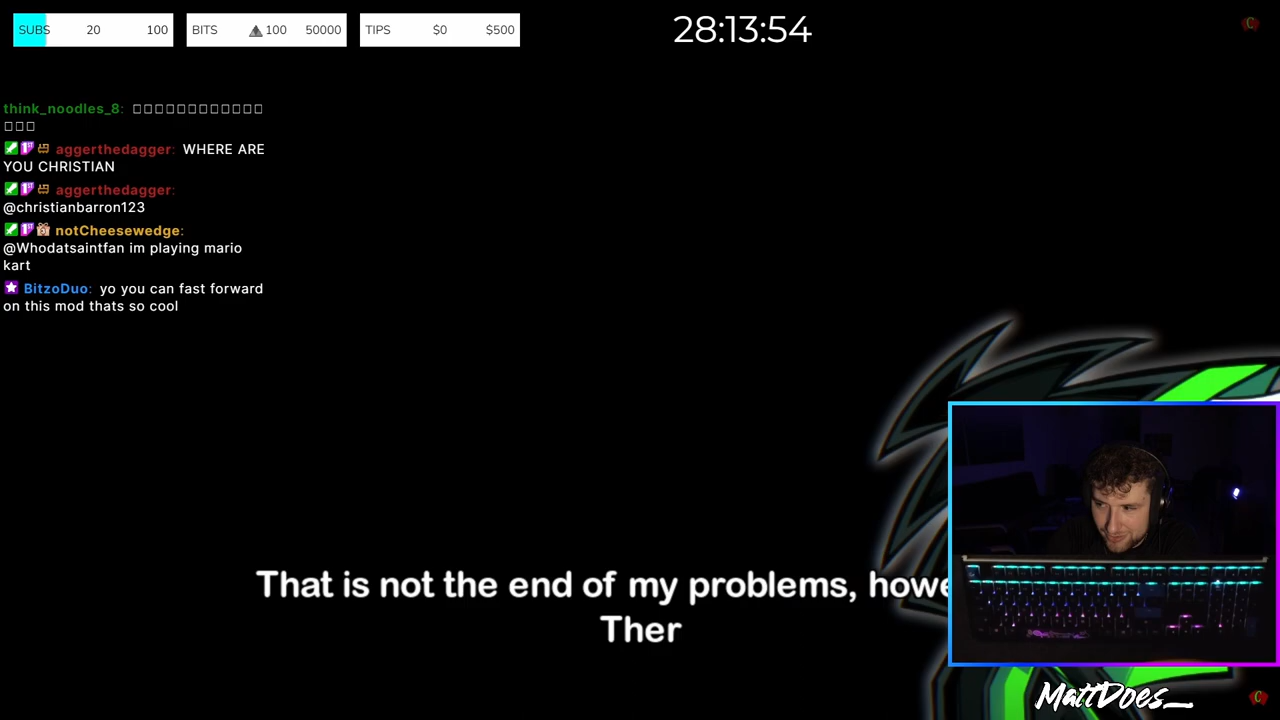 SUBS 20 100 BITS 100 50000 TIPS $0 $500
28:13:54
think_noodles_8:
aggerthedagger: WHERE ARE
YOU CHRISTIAN
aggerthedagger:
@christianbarron123
notCheesewedge:
@Whodatsaintfan im playing mario
kart
BitzoDuo: yo you can fast forward
on this mod thats so cool
That is not the end of my problems, howe
Ther
MattDoes_